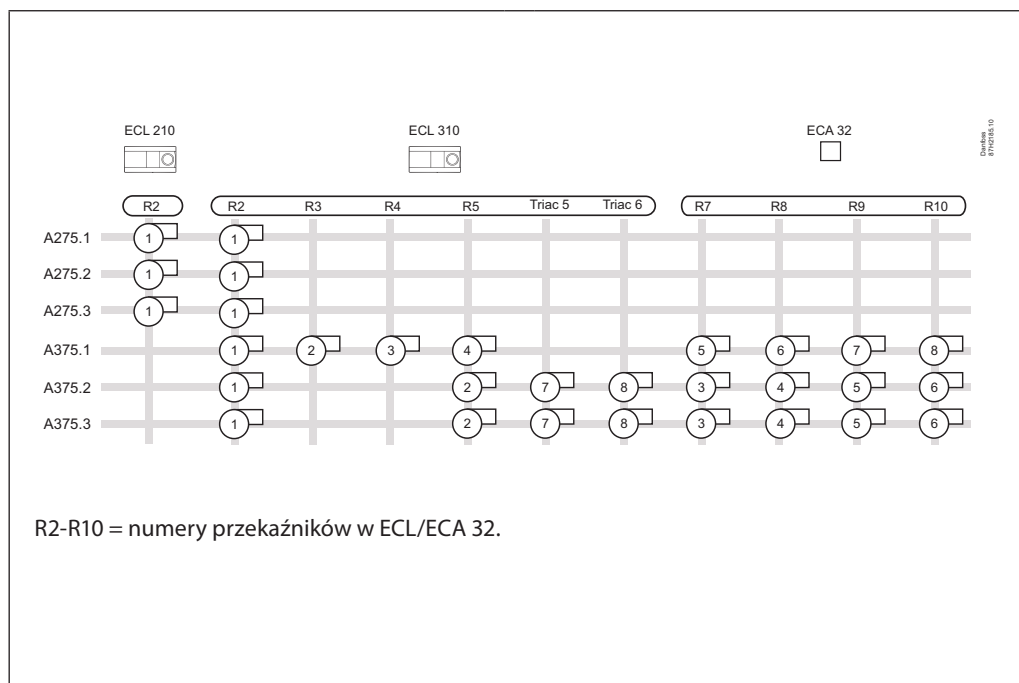 ECL 210 ECL 310 ECA 32
Danfoss
87H2185.10
R2 R2 R3 R4 R5 Triac 5 Triac 6 R7 R8 R9 R10
A275.1 1 1
A275.2 1 1
A275.3 1 1
A375.1 1 2 3 4 5 6 7 8
A375.2 1 2 7 8 3 4 5 6
A375.3 1 2 7 8 3 4 5 6
R2-R10 = numery przekaźników w ECL/ECA 32.